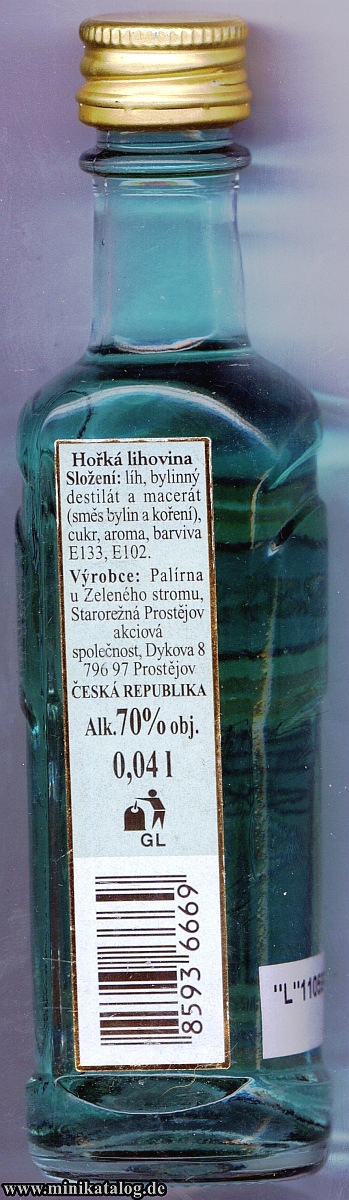 Hořká lihovina
Složení: líh, bylinný
destilát a macerát
(směs bylin a koření),
cukr, aroma, barviva
E133, E102.
Výrobce: Palírna
u Zeleného stromu,
Starorežná Prostějov
akciová
společnost, Dykova 8
796 97 Prostějov
ČESKÁ REPUBLIKA
Alk.70% obj.
0,04 l
GL
8593 6669
www.minikatalog.de